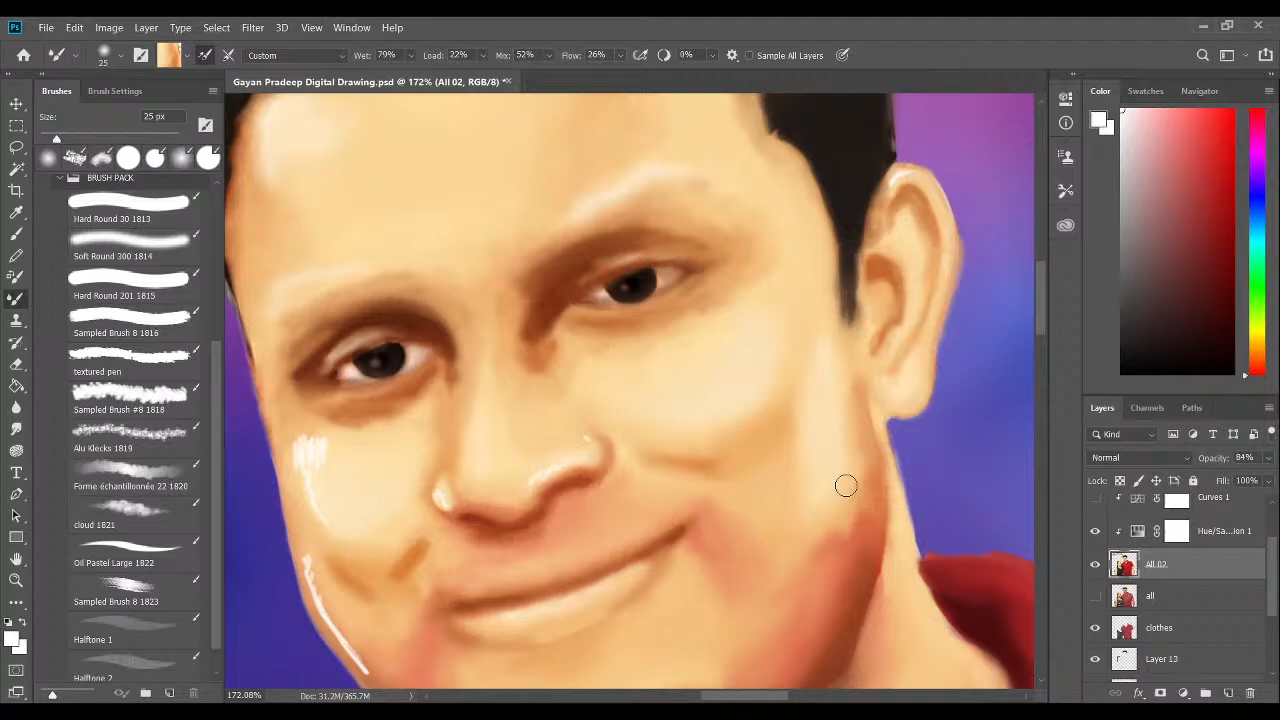 Ps File Edit Image Layer Type Select Filter 3D View Window Help
25 Custom Wet: 79% Load: 22% Mix: 52% Flow: 26% 0% Sample All Layers
Gayan Pradeep Digital Drawing.psd @ 172% (All 02, RGB/8) *
Brushes Brush Settings
Size: 25 px
BRUSH PACK
Hard Round 30 1813
Soft Round 300 1814
Hard Round 201 1815
Sampled Brush 8 1816
textured pen
Sampled Brush #8 1818
Alu Klecks 1819
Forme échantillonnée 22 1820
cloud 1821
Oil Pastel Large 1822
Sampled Brush 8 1823
Halftone 1
Halftone 2
Color Swatches Navigator
Layers Channels Paths
Kind
Normal Opacity: 84%
Lock: Fill: 100%
Curves 1
Hue/Sa...ion 1
All 02
all
clothes
Layer 13
172.08% Doc: 31.2M/365.7M